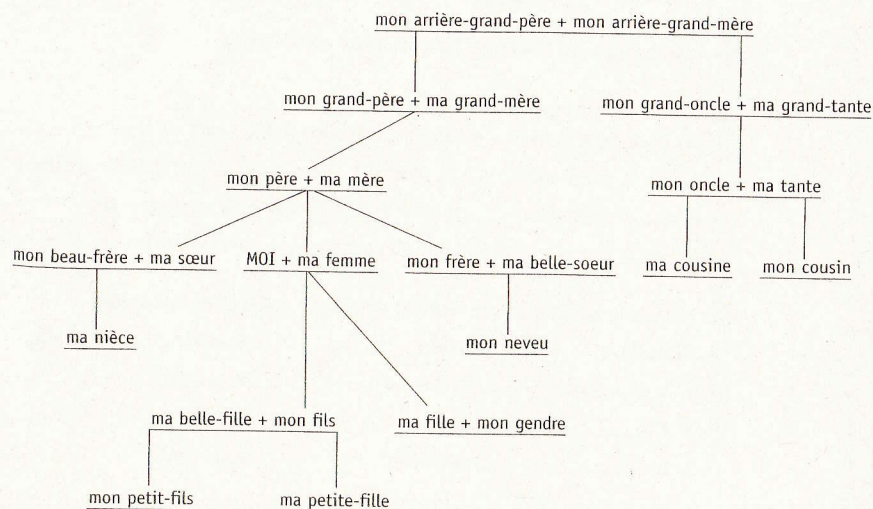 mon arrière-grand-père + mon arrière-grand-mère
mon grand-père + ma grand-mère
mon grand-oncle + ma grand-tante
mon père + ma mère
mon oncle + ma tante
mon beau-frère + ma sœur
MOI + ma femme
mon frère + ma belle-soeur
ma cousine
mon cousin
ma nièce
mon neveu
ma belle-fille + mon fils
ma fille + mon gendre
mon petit-fils
ma petite-fille